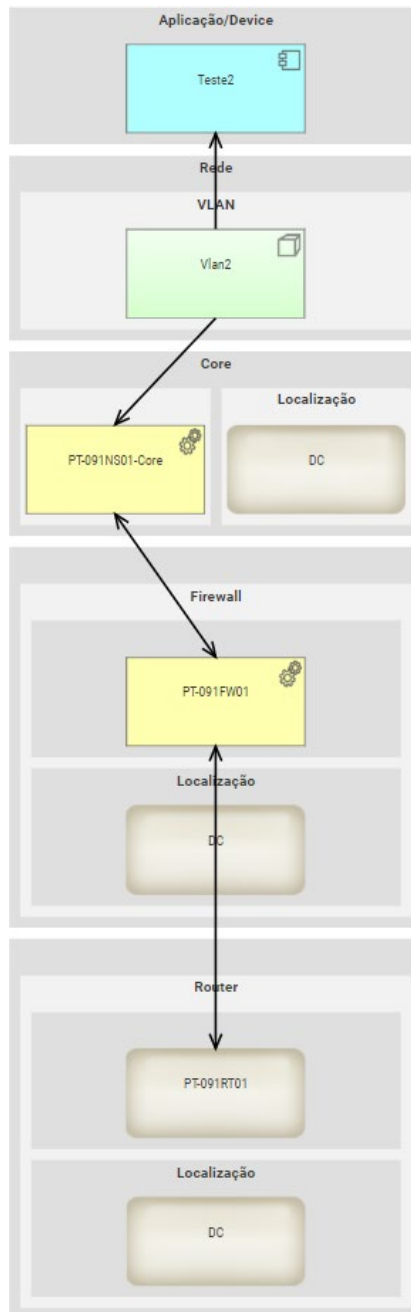 Aplicação/Device
Teste2
Rede
VLAN
Vlan2
Core
Localização
PT-091NS01-Core
DC
Firewall
PT-091FW01
Localização
DC
Router
PT-091RT01
Localização
DC